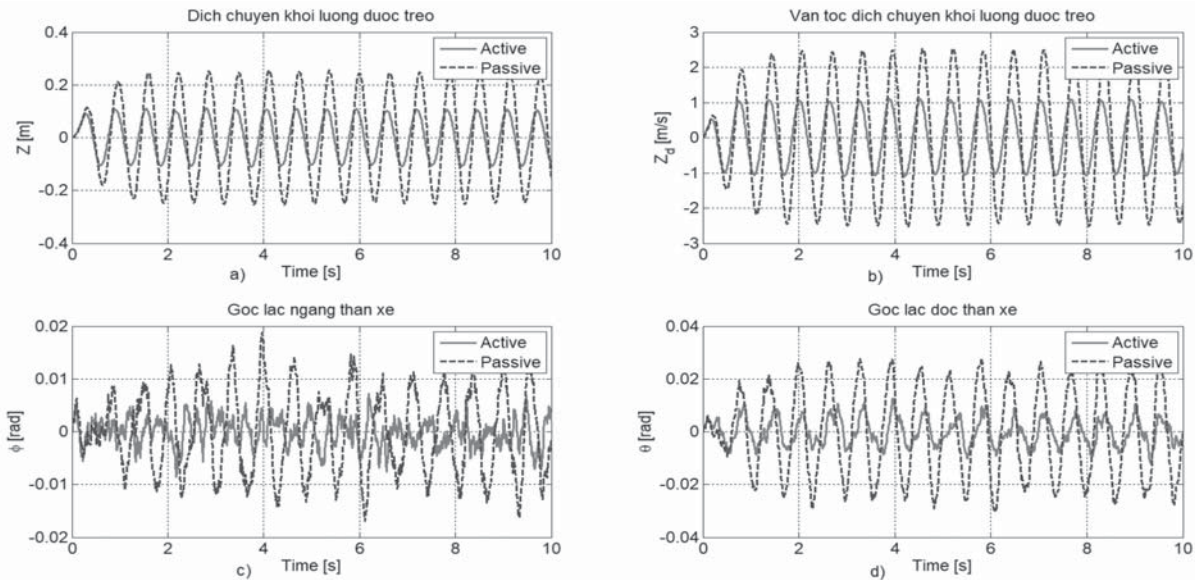 Dich chuyen khoi luong duoc treo
Z [m]
0.4
0.2
0
-0.2
-0.4
Active
Passive
0 2 4 6 8 10
Time [s]
a)
Van toc dich chuyen khoi luong duoc treo
Z_d [m/s]
3
2
1
0
-1
-2
-3
Active
Passive
0 2 4 6 8 10
Time [s]
b)
Goc lac ngang than xe
ϕ [rad]
0.02
0.01
0
-0.01
-0.02
Active
Passive
0 2 4 6 8 10
Time [s]
c)
Goc lac doc than xe
θ [rad]
0.04
0.02
0
-0.02
-0.04
Active
Passive
0 2 4 6 8 10
Time [s]
d)